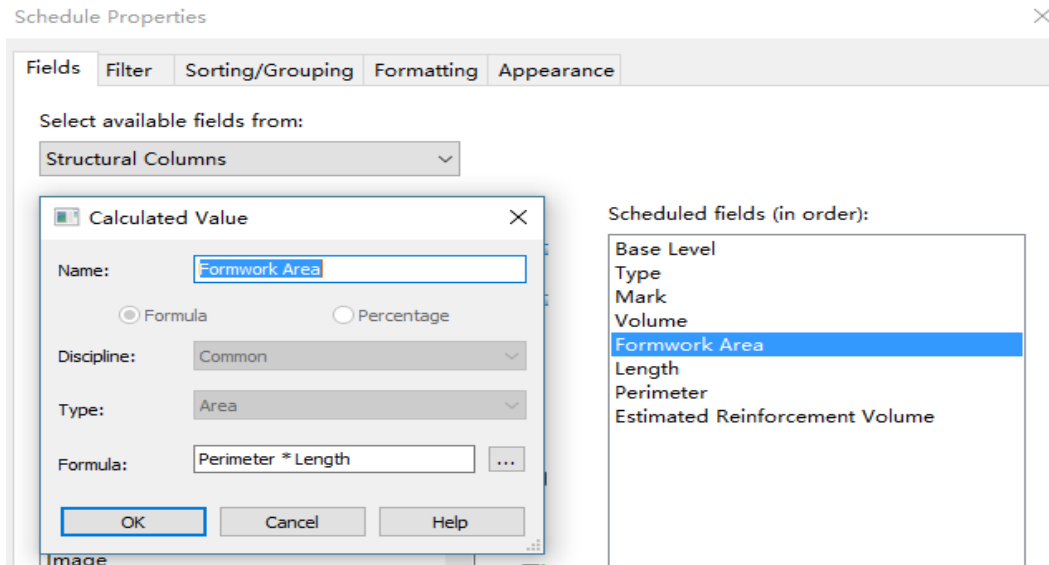 Schedule Properties
Fields Filter Sorting/Grouping Formatting Appearance
Select available fields from:
Structural Columns
Calculated Value
Name: Formwork Area
Formula Percentage
Discipline: Common
Type: Area
Formula: Perimeter * Length ...
OK Cancel Help
Image
Scheduled fields (in order):
Base Level
Type
Mark
Volume
Formwork Area
Length
Perimeter
Estimated Reinforcement Volume